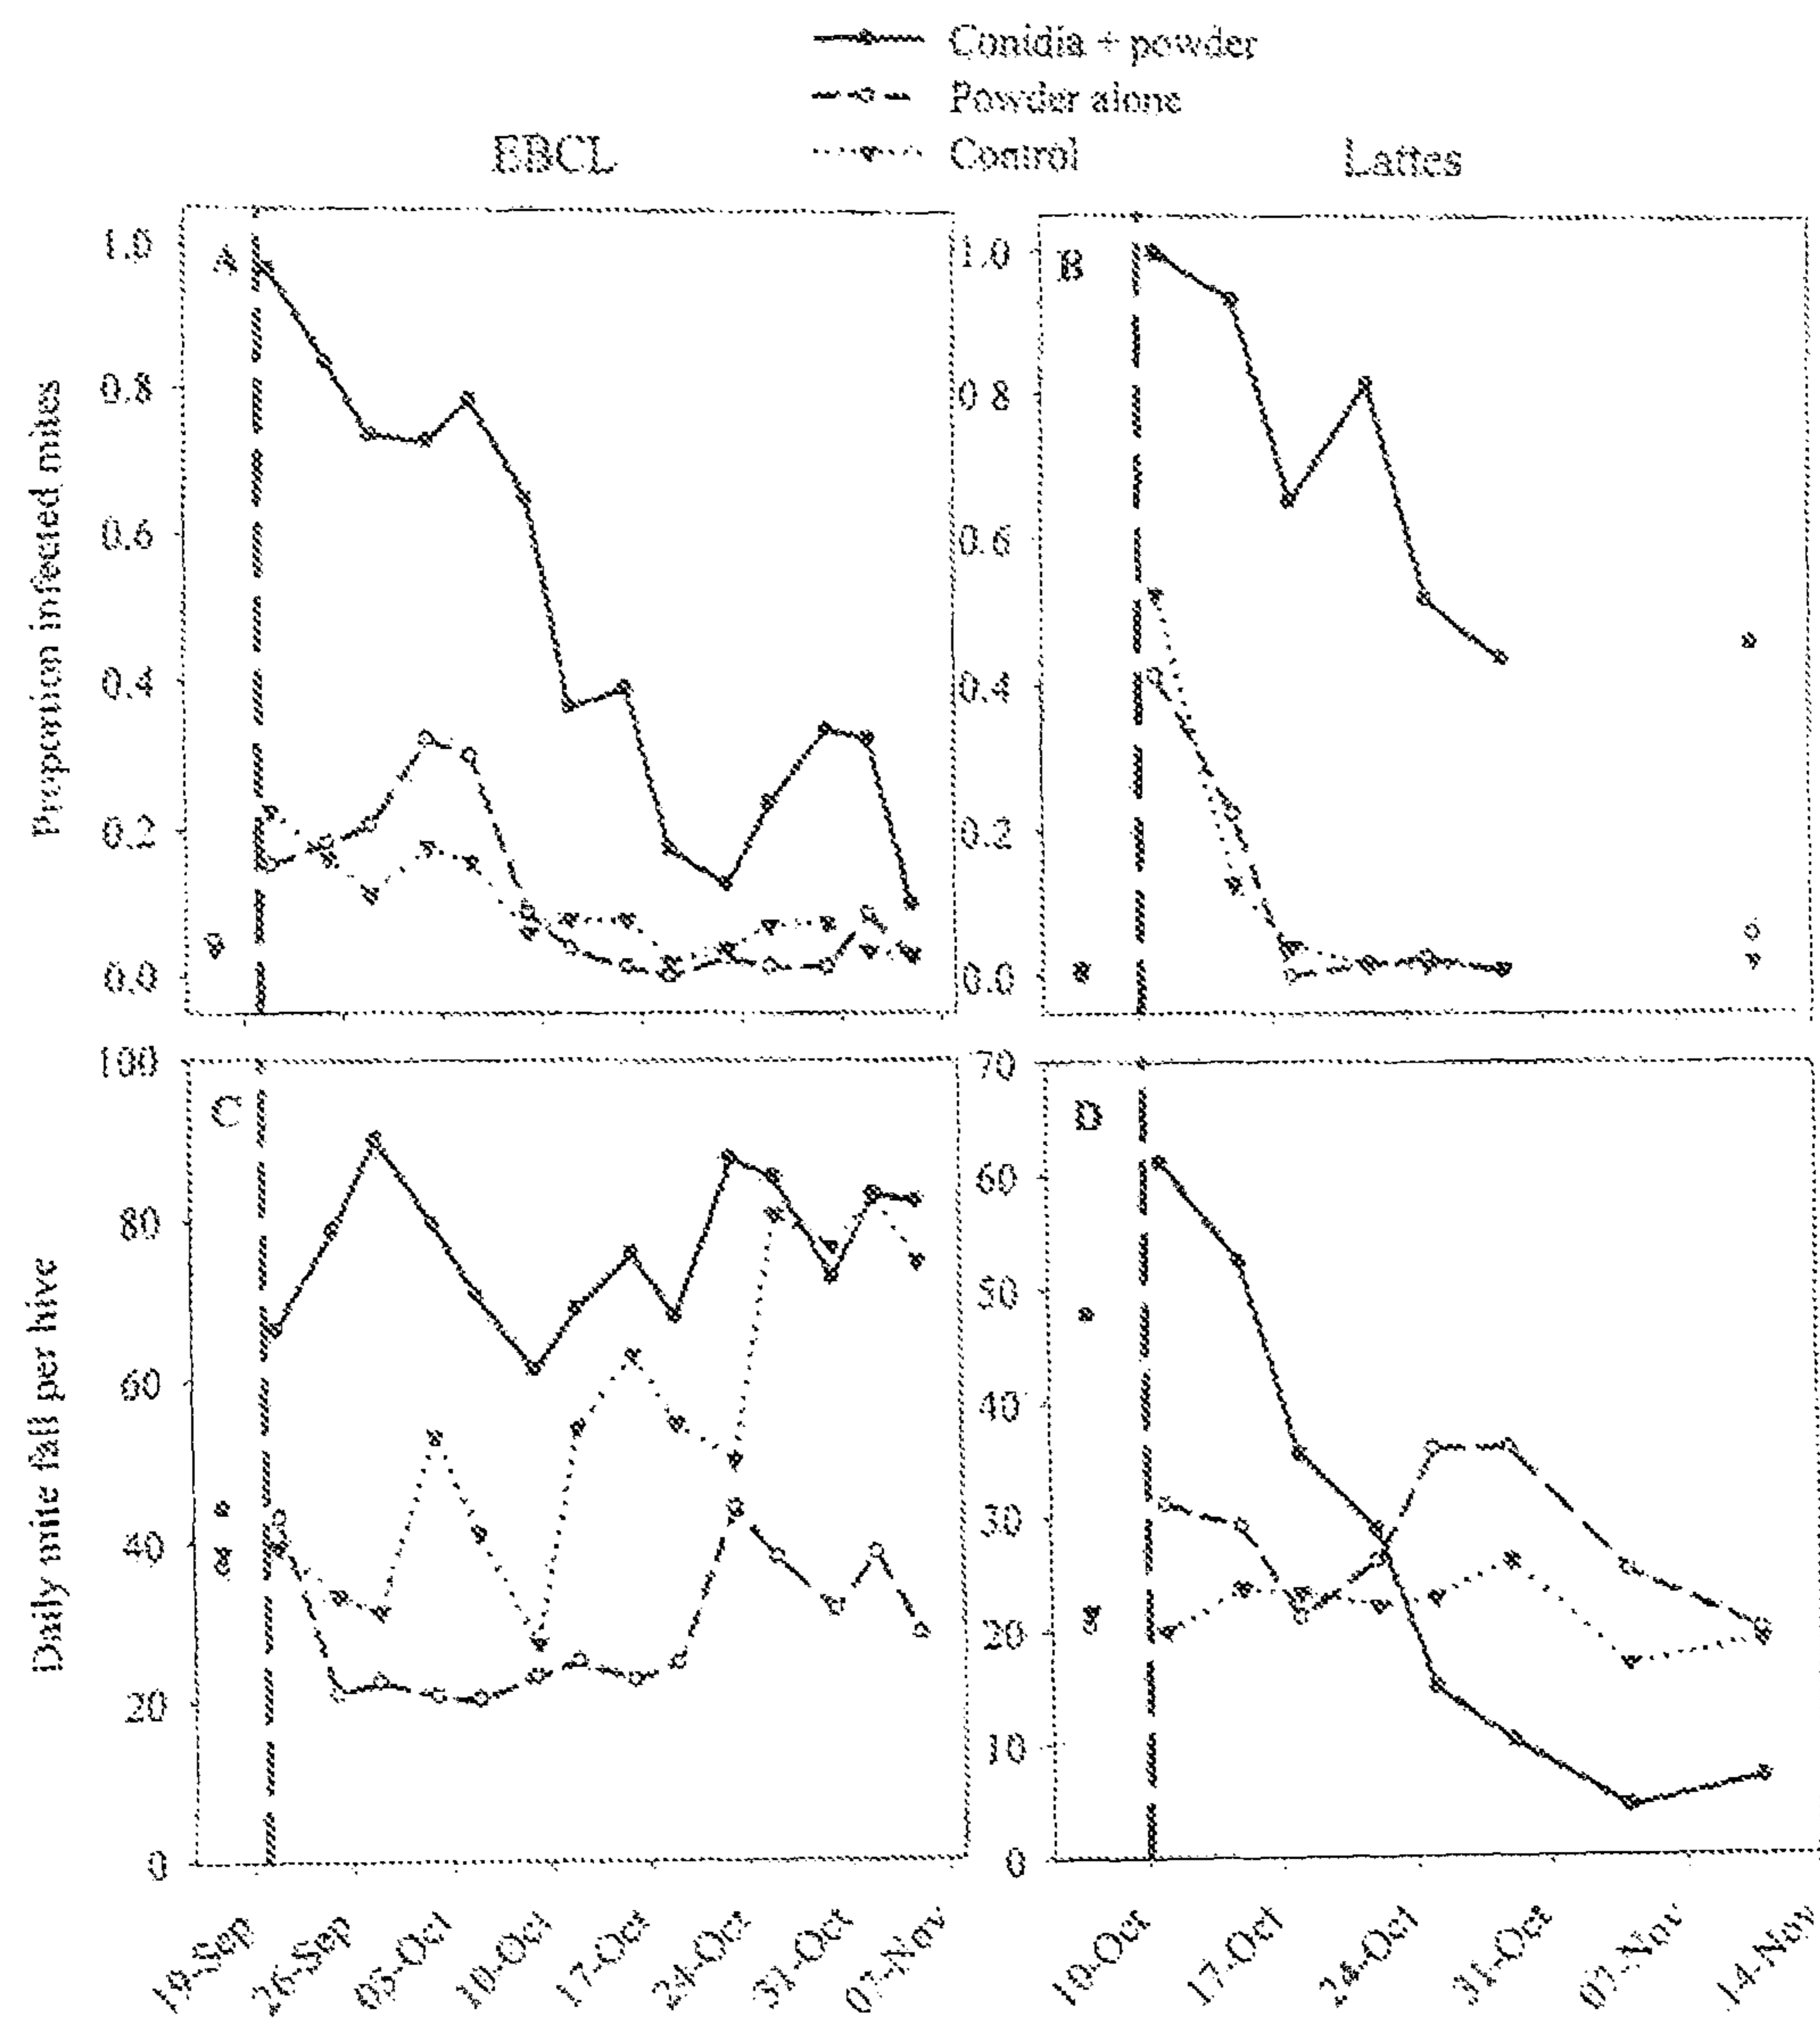 Conidia + powder
Powder alone
Control
EBCL
Lattes
Proportion infected mites
A
1.0
0.8
0.6
0.4
0.2
0.0
B
1.0
0.8
0.6
0.4
0.2
0.0
Daily mite fall per hive
C
100
80
60
40
20
0
D
70
60
50
40
30
20
10
0
19-Sep
26-Sep
03-Oct
10-Oct
17-Oct
24-Oct
31-Oct
07-Nov
10-Oct
17-Oct
24-Oct
31-Oct
07-Nov
14-Nov